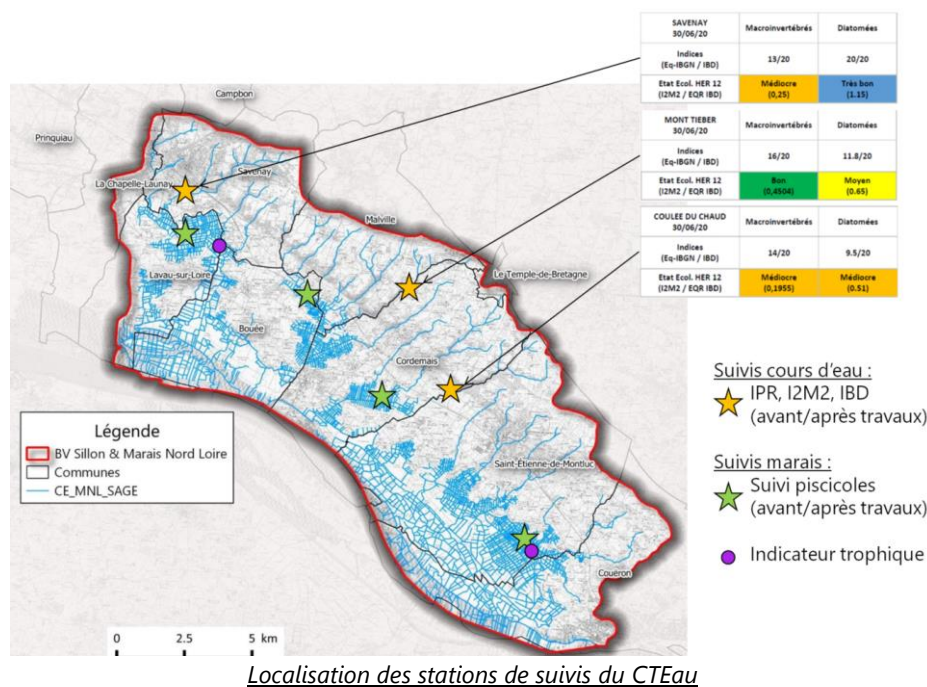 SAVENAY
30/06/20
Macroinvertébrés
Diatomées
Indices
(Eq-IBGN / IBD)
13/20
20/20
Etat Ecol. HER 12
(I2M2 / EQR IBD)
Médiocre
(0,25)
Très bon
(1.15)
MONT TIEBER
30/06/20
Macroinvertébrés
Diatomées
Indices
(Eq-IBGN / IBD)
16/20
11.8/20
Etat Ecol. HER 12
(I2M2 / EQR IBD)
Bon
(0,4504)
Moyen
(0.65)
COULEE DU CHAUD
30/06/20
Macroinvertébrés
Diatomées
Indices
(Eq-IBGN / IBD)
14/20
9.5/20
Etat Ecol. HER 12
(I2M2 / EQR IBD)
Médiocre
(0,1955)
Médiocre
(0.51)
Campbon
Prinquiau
Savenay
La Chapelle-Launay
Malville
Le Temple-de-Bretagne
Lavau-sur-Loire
Bouée
Cordemais
Saint-Étienne-de-Montluc
Couëron
Légende
BV Sillon & Marais Nord Loire
Communes
CE_MNL_SAGE
0 2.5 5 km
Suivis cours d'eau :
IPR, I2M2, IBD
(avant/après travaux)
Suivis marais :
Suivi piscicoles
(avant/après travaux)
Indicateur trophique
Localisation des stations de suivis du CTEau